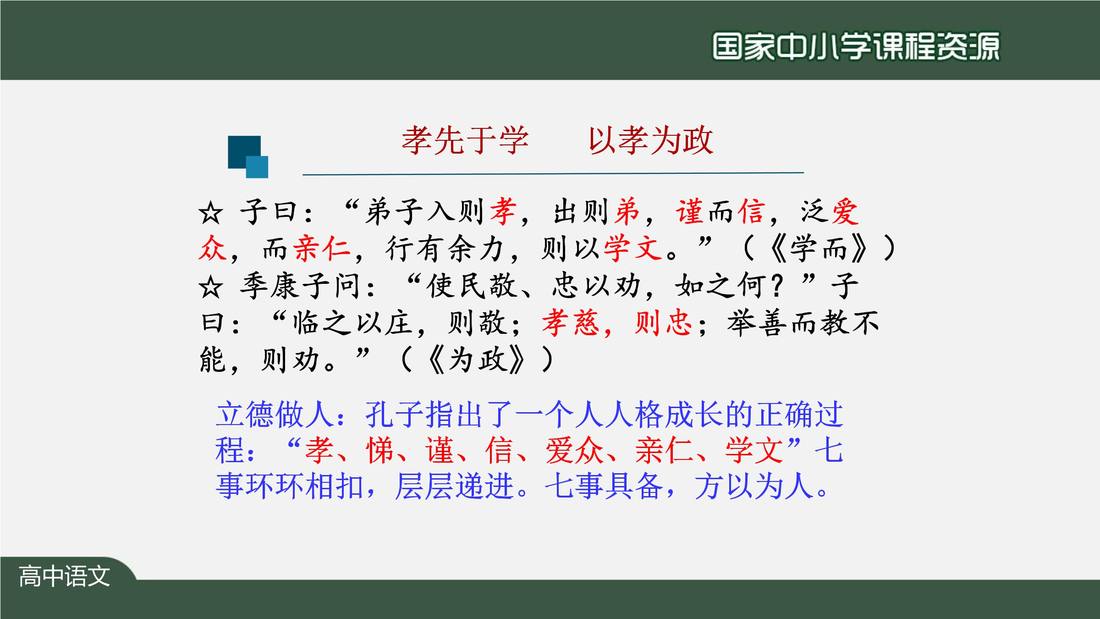 国家中小学课程资源
孝先于学 以孝为政
☆ 子曰：“弟子入则孝，出则弟，谨而信，泛爱
众，而亲仁，行有余力，则以学文。”（《学而》）
☆ 季康子问：“使民敬、忠以劝，如之何？”子
曰：“临之以庄，则敬；孝慈，则忠；举善而教不
能，则劝。”（《为政》）
立德做人：孔子指出了一个人人格成长的正确过
程：“孝、悌、谨、信、爱众、亲仁、学文”七
事环环相扣，层层递进。七事具备，方以为人。
高中语文